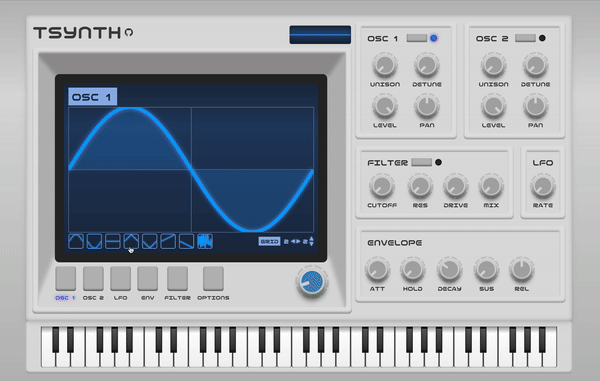 TSYNTH
OSC 1
OSC 2
UNISON DETUNE
UNISON DETUNE
LEVEL PAN
LEVEL PAN
OSC 1
FILTER
LFO
CUTOFF RES DRIVE MIX
RATE
GRID 2 2
ENVELOPE
ATT HOLD DECAY SUS REL
OSC 1 OSC 2 LFO ENV FILTER OPTIONS